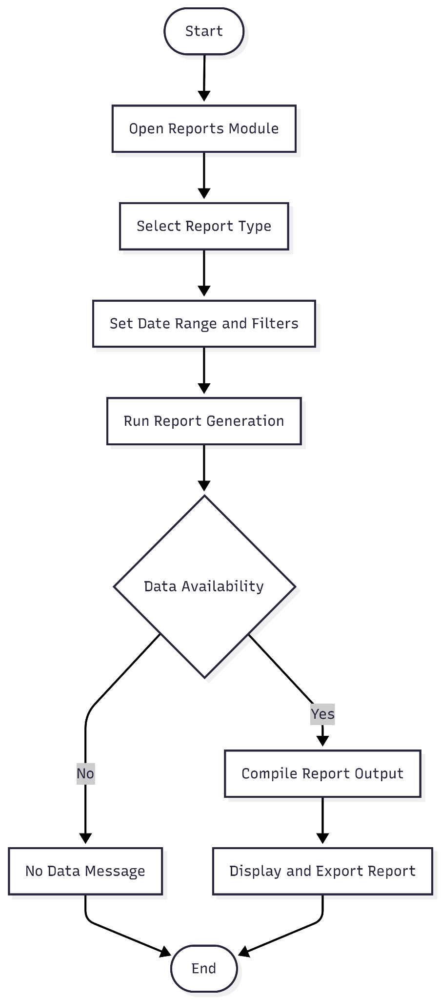 Start
Open Reports Module
Select Report Type
Set Date Range and Filters
Run Report Generation
Data Availability
Yes
No
Compile Report Output
No Data Message
Display and Export Report
End